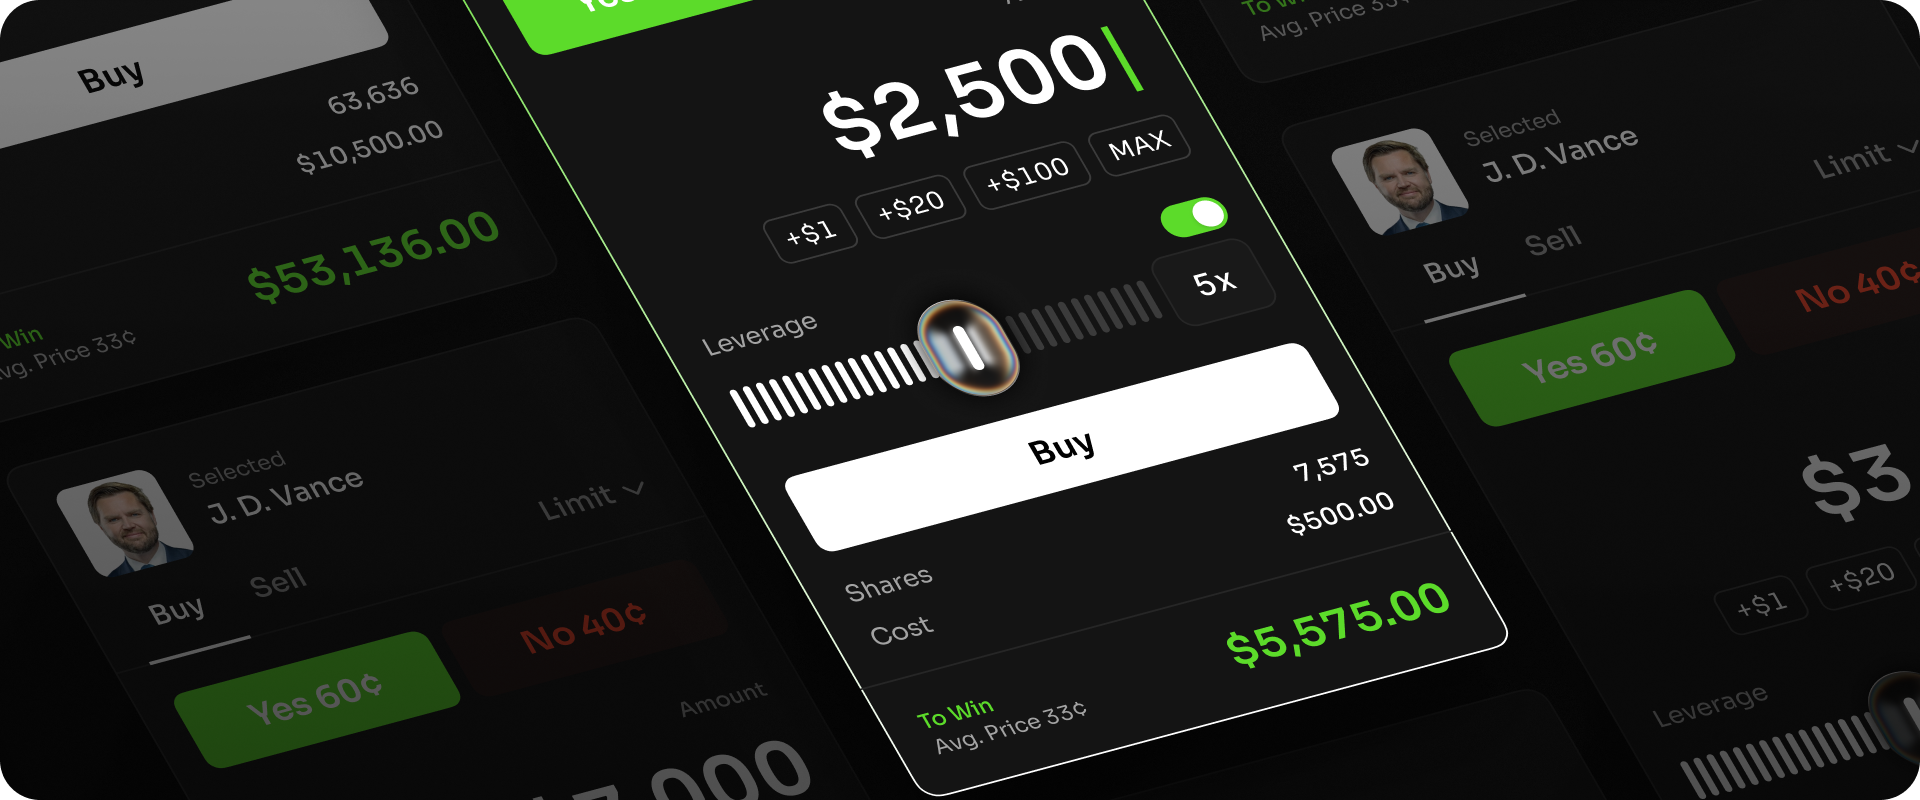 Buy
63,636
$10,500.00
$53,136.00
Win
Avg. Price 33¢
Selected
J. D. Vance
Limit
Buy
Sell
Yes 60¢
No 40¢
Amount
Yes
$2,500
+$1
+$20
+$100
MAX
Leverage
5x
Buy
Shares
7,575
Cost
$500.00
To Win
Avg. Price 33¢
$5,575.00
Avg. Price 33¢
Selected
J. D. Vance
Limit
Buy
Sell
Yes 60¢
No 40¢
$3
+$1
+$20
Leverage